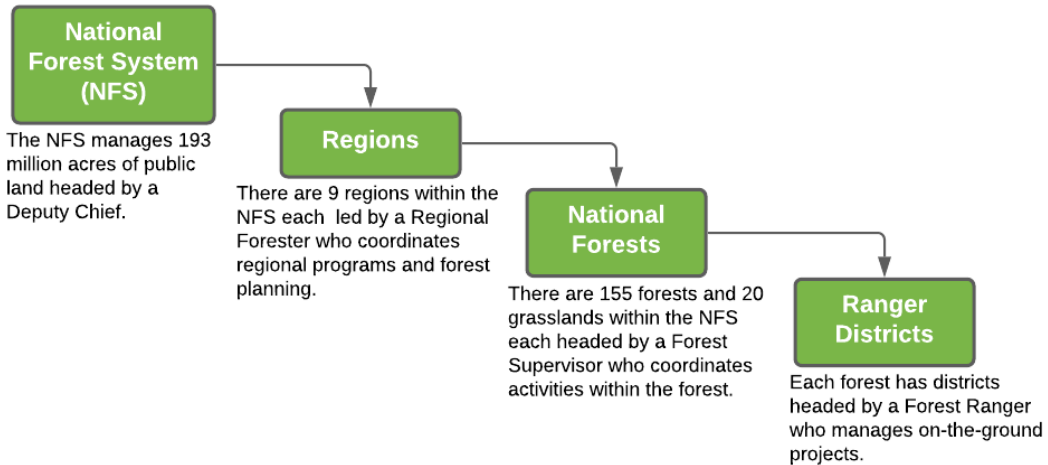 National
Forest System
(NFS)
The NFS manages 193
million acres of public
land headed by a
Deputy Chief.
Regions
There are 9 regions within the
NFS each led by a Regional
Forester who coordinates
regional programs and forest
planning.
National
Forests
There are 155 forests and 20
grasslands within the NFS
each headed by a Forest
Supervisor who coordinates
activities within the forest.
Ranger
Districts
Each forest has districts
headed by a Forest Ranger
who manages on-the-ground
projects.